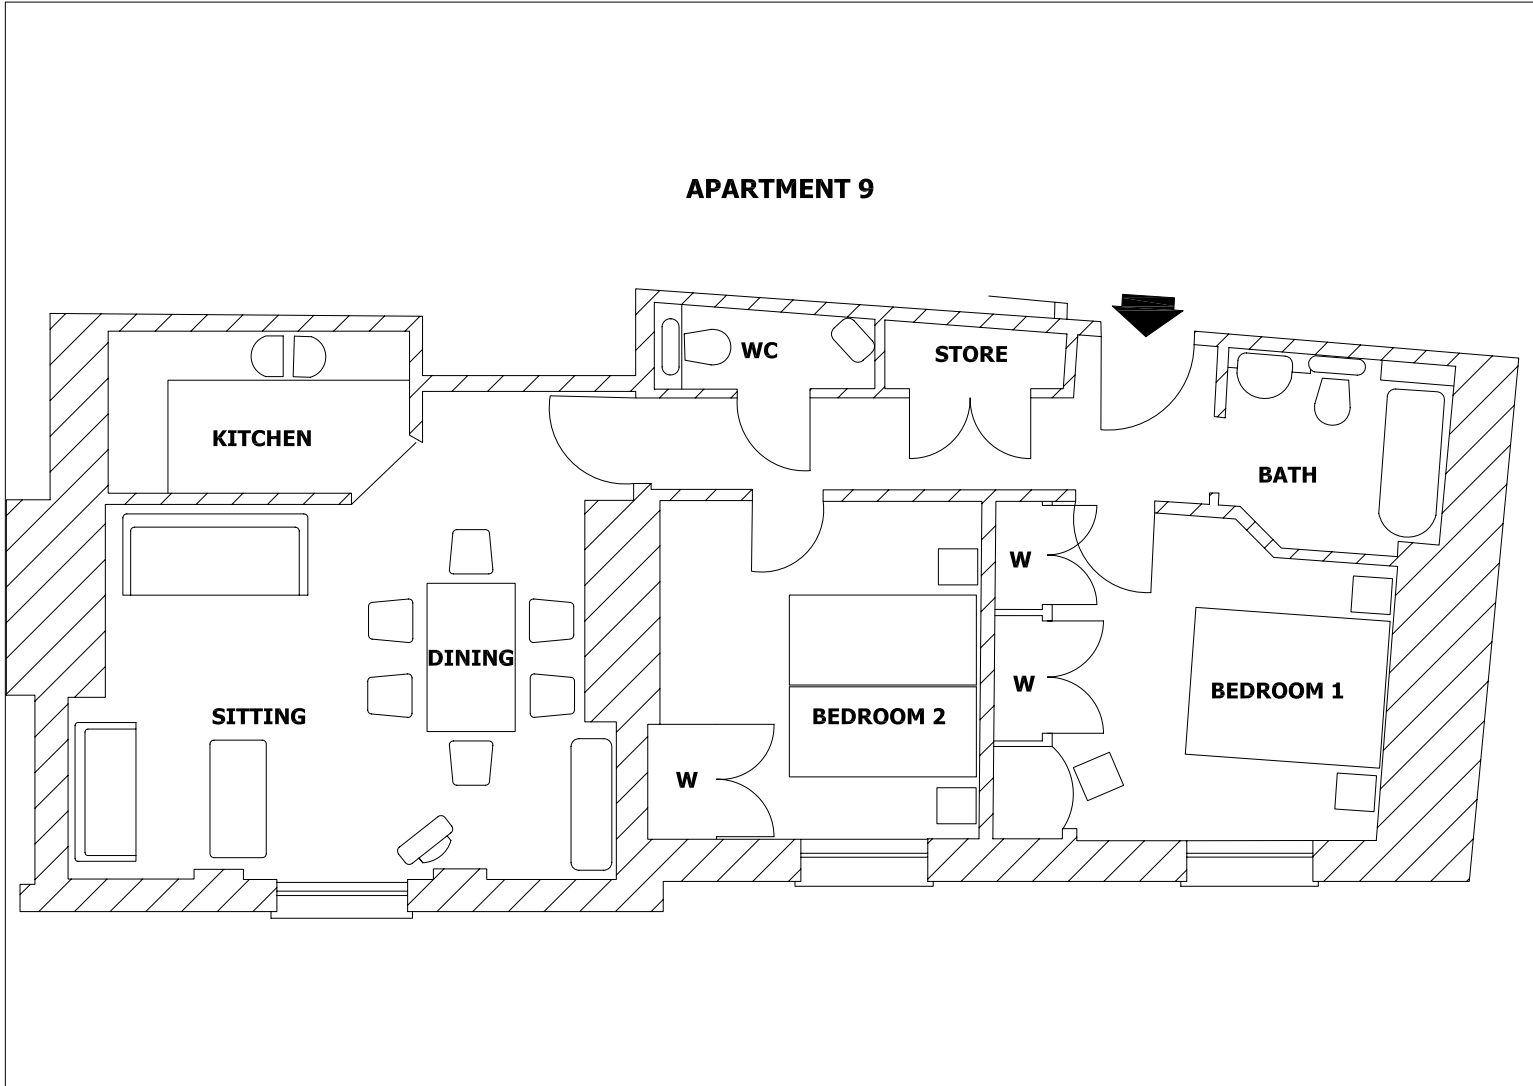 APARTMENT 9
WC
STORE
KITCHEN
BATH
W
DINING
W
BEDROOM 1
SITTING
BEDROOM 2
W